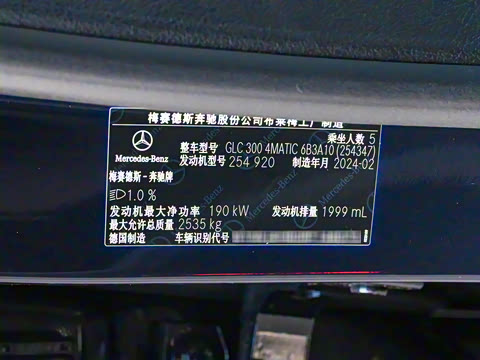 梅赛德斯奔驰股份公司布莱梅工厂制造
乘坐人数 5
整车型号 GLC 300 4MATIC 6B3A10 (254347)
Mercedes-Benz
发动机型号 254 920 制造年月 2024-02
梅赛德斯-奔驰牌
1.0 %
发动机最大净功率 190 kW 发动机排量 1999 mL
最大允许总质量 2535 kg
德国制造 车辆识别代号